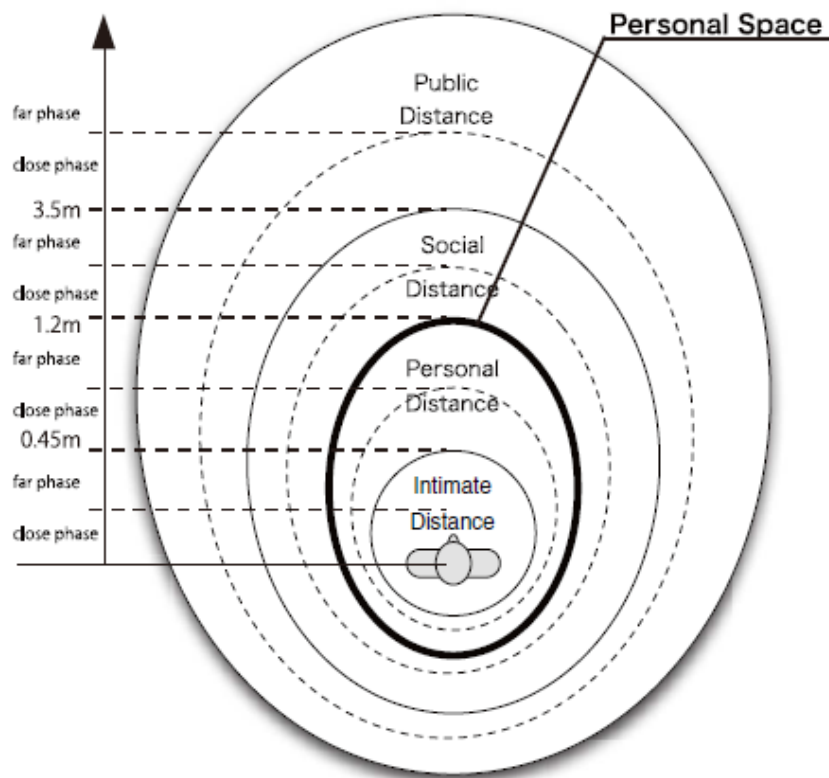 Personal Space
Public
Distance
far phase
close phase
3.5m
far phase
Social
close phase
Distance
1.2m
far phase
Personal
close phase
Distance
0.45m
far phase
Intimate
Distance
close phase